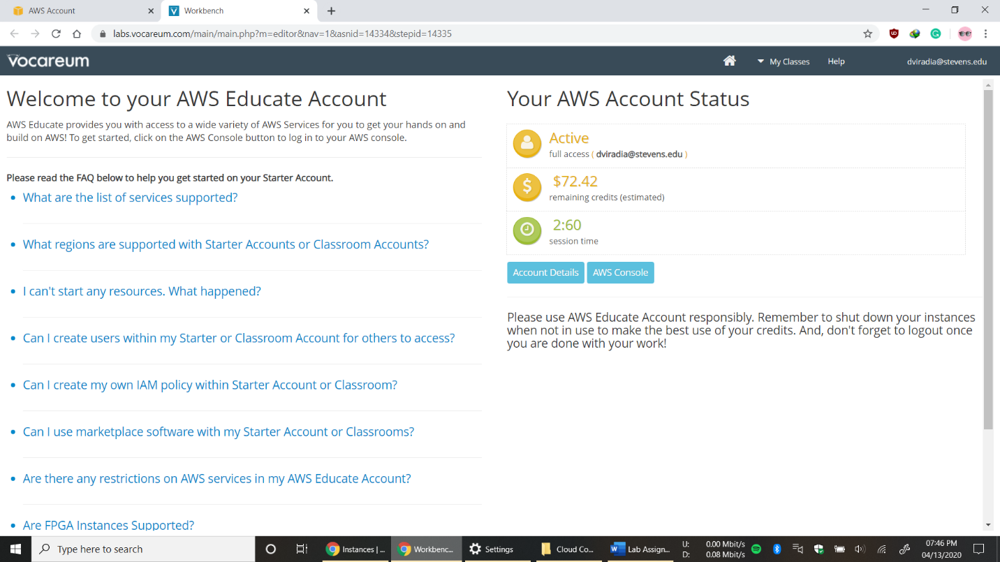 AWS Account
Workbench
labs.vocareum.com/main/main.php?m=editor&nav=1&asnid=14334&stepid=14335
vocareum
My Classes
Help
dviradia@stevens.edu
Welcome to your AWS Educate Account
AWS Educate provides you with access to a wide variety of AWS Services for you to get your hands on and
build on AWS! To get started, click on the AWS Console button to log in to your AWS console.
Please read the FAQ below to help you get started on your Starter Account.
What are the list of services supported?
What regions are supported with Starter Accounts or Classroom Accounts?
I can't start any resources. What happened?
Can I create users within my Starter or Classroom Account for others to access?
Can I create my own IAM policy within Starter Account or Classroom?
Can I use marketplace software with my Starter Account or Classrooms?
Are there any restrictions on AWS services in my AWS Educate Account?
Are FPGA Instances Supported?
Your AWS Account Status
Active
full access ( dviradia@stevens.edu )
$72.42
remaining credits (estimated)
2:60
session time
Account Details
AWS Console
Please use AWS Educate Account responsibly. Remember to shut down your instances
when not in use to make the best use of your credits. And, don't forget to logout once
you are done with your work!
Type here to search
Instances | ...
Workbenc...
Settings
Cloud Co...
Lab Assign...
U: 0.00 Mbit/s
D: 0.08 Mbit/s
07:46 PM
04/13/2020